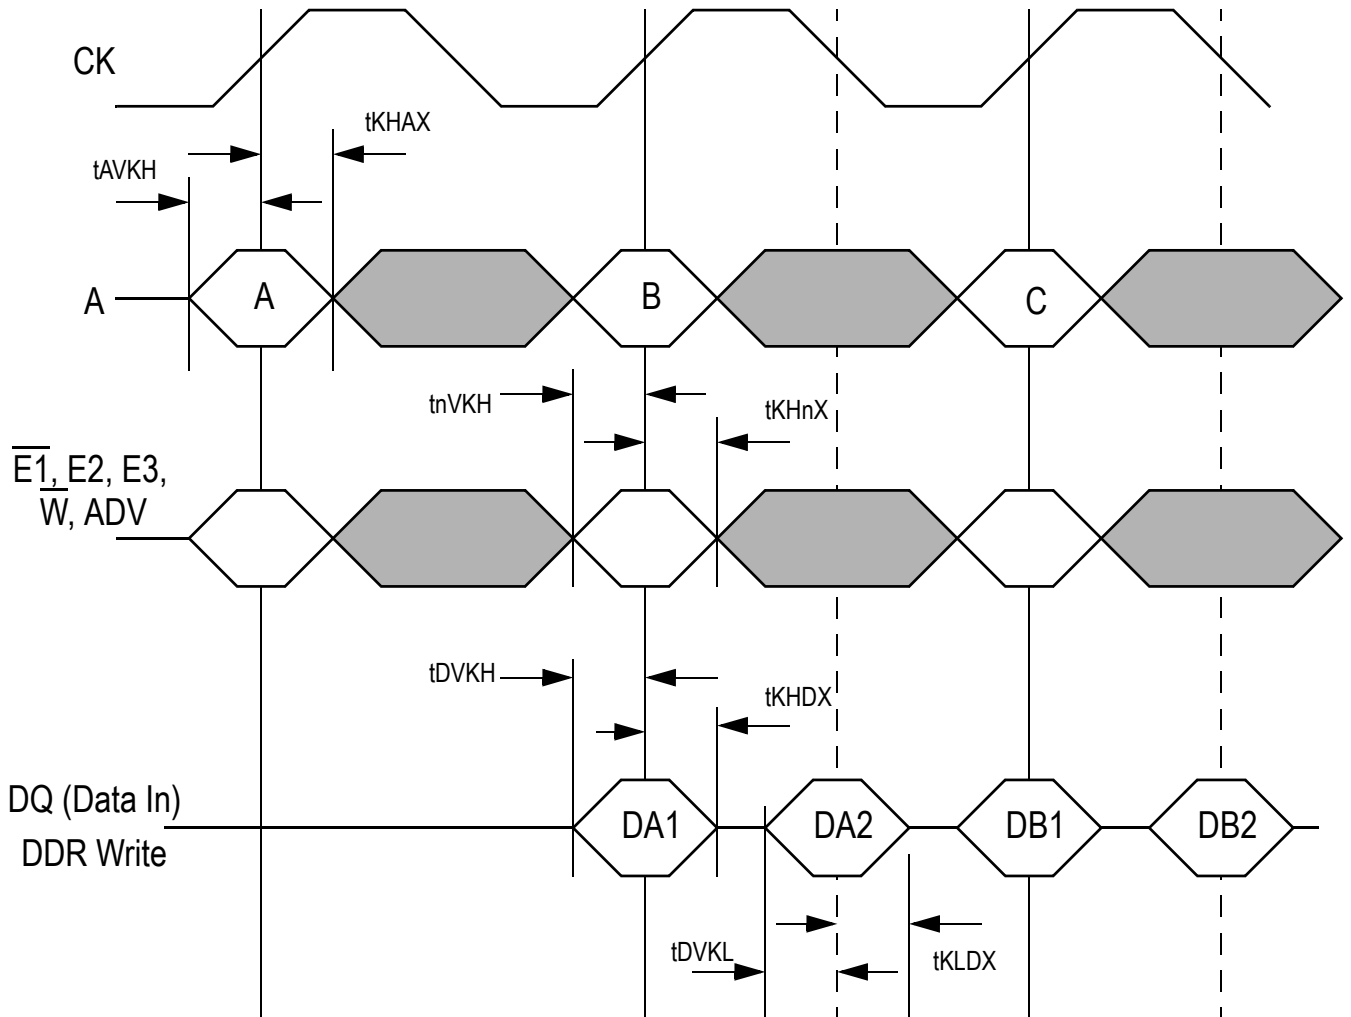 CK
tKHAX
tAVKH
A
A
B
C
tnVKH
tKHnX
E1, E2, E3,
W, ADV
tDVKH
tKHDX
DQ (Data In)
DA1
DA2
DB1
DB2
DDR Write
tDVKL
tKLDX